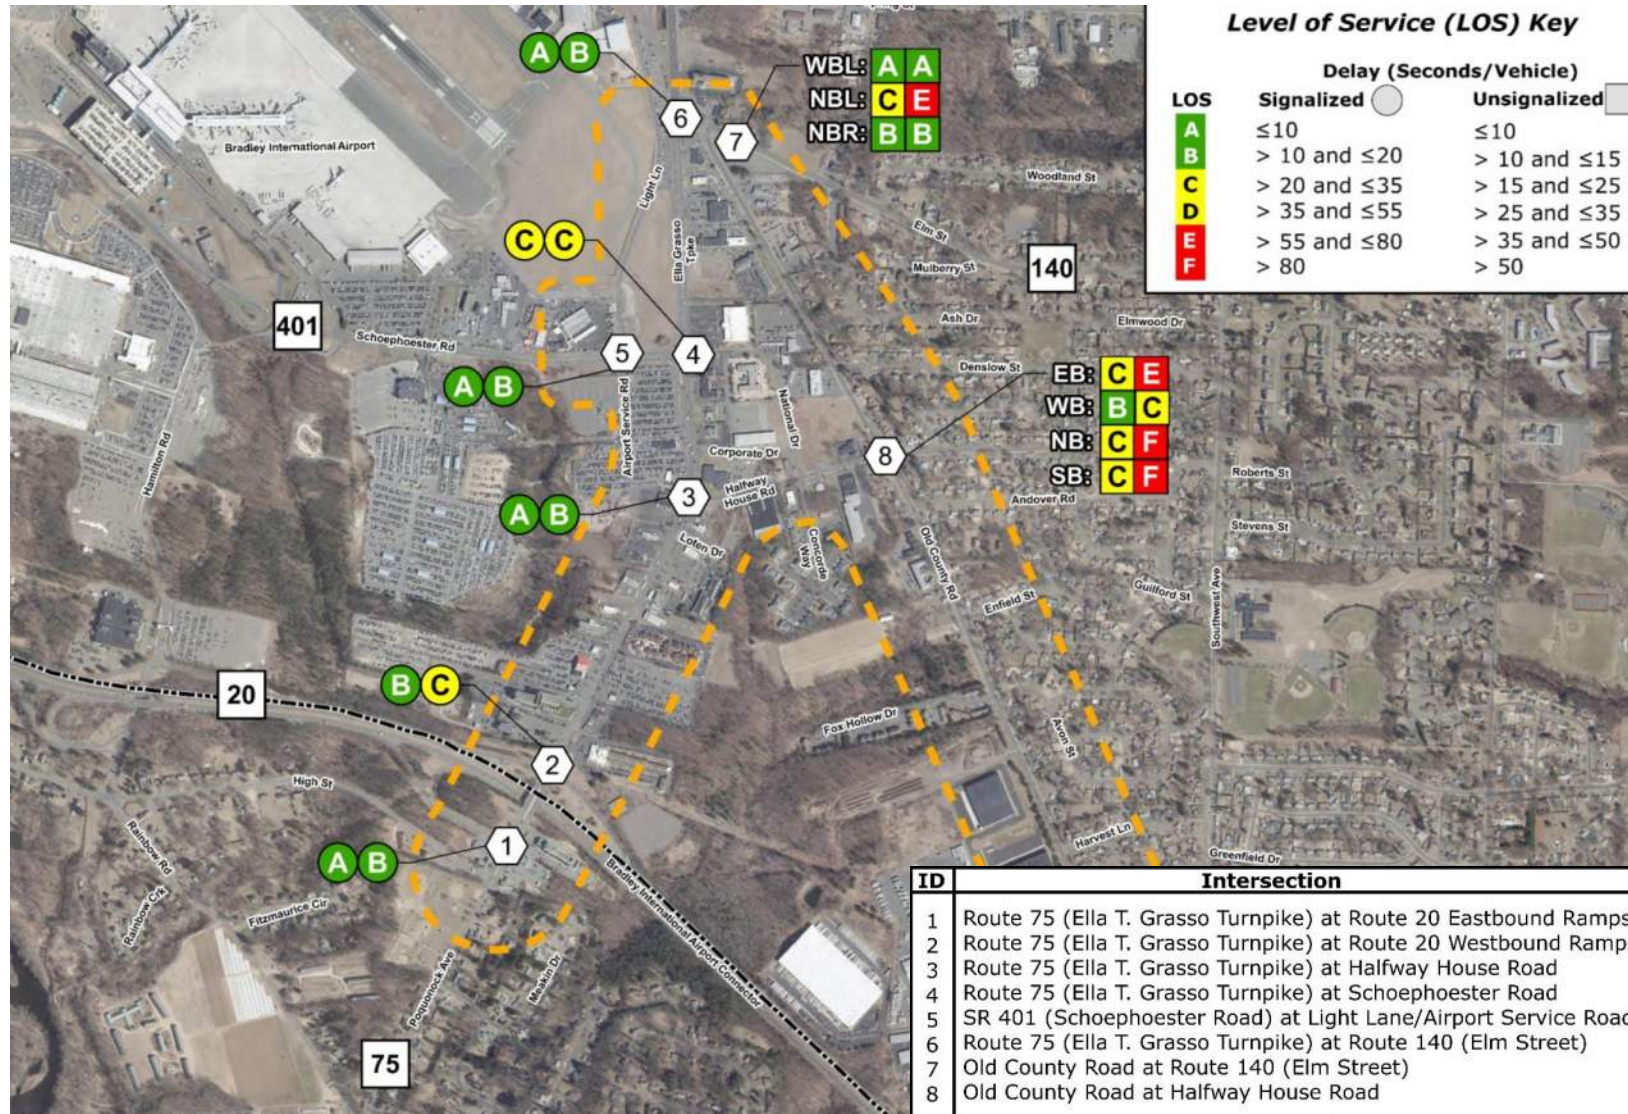 Level of Service (LOS) Key
Delay (Seconds/Vehicle)
LOS Signalized Unsignalized
A ≤10 ≤10
B > 10 and ≤20 > 10 and ≤15
C > 20 and ≤35 > 15 and ≤25
D > 35 and ≤55 > 25 and ≤35
E > 55 and ≤80 > 35 and ≤50
F > 80 > 50
A B
6
WBL: A A
NBL: C E
NBR: B B
7
Bradley International Airport
Woodland St
Light Ln
Ella Grasso Tpke
Elm St
Mulberry St
140
C C
401
Schoephoester Rd
Ash Dr
Elmwood Dr
5
4
A B
Denslow St
EB: C E
WB: B C
NB: C F
SB: C F
8
National Dr
Airport Service Rd
Hamilton Rd
Corporate Dr
Roberts St
Halfway
House Rd
3
A B
Andover Rd
Stevens St
Loten Dr
Concorde
Way
Old County Rd
Enfield St
Guilford St
Southwest Ave
20
B C
2
Fox Hollow Dr
Avon St
High St
Rainbow Rd
Rainbow Crk
Fitzmaurice Cir
A B
1
Harvest Ln
Greenfield Dr
Bradley International Airport Connector
Poquonock Ave
Meakin Dr
75
ID Intersection
1 Route 75 (Ella T. Grasso Turnpike) at Route 20 Eastbound Ramps
2 Route 75 (Ella T. Grasso Turnpike) at Route 20 Westbound Ramp
3 Route 75 (Ella T. Grasso Turnpike) at Halfway House Road
4 Route 75 (Ella T. Grasso Turnpike) at Schoephoester Road
5 SR 401 (Schoephoester Road) at Light Lane/Airport Service Road
6 Route 75 (Ella T. Grasso Turnpike) at Route 140 (Elm Street)
7 Old County Road at Route 140 (Elm Street)
8 Old County Road at Halfway House Road